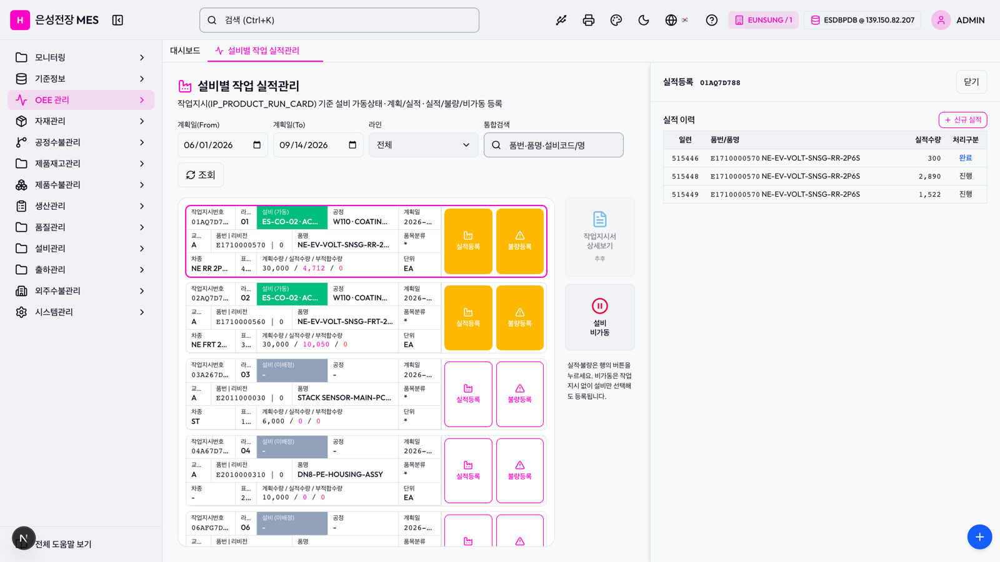 H 은성전장 MES
검색 (Ctrl+K)
EUNSUNG / 1
ESDBPDB @ 139.150.82.207
ADMIN
모니터링
기준정보
OEE 관리
자재관리
공정수불관리
제품재고관리
제품수불관리
생산관리
품질관리
설비관리
출하관리
외주수불관리
시스템관리
전체 도움말 보기
N
대시보드
설비별 작업 실적관리
설비별 작업 실적관리
작업지시(IP_PRODUCT_RUN_CARD) 기준 설비 가동상태 · 계획/실적 · 실적/불량/비가동 등록
계획일(From) 계획일(To) 라인 통합검색
06/01/2026 09/14/2026 전체 품번·품명·설비코드/명
조회
작업지시번호 라... 설비 (가동) 공정 계획일
01AQ7D7... 01 ES-CO-02 · AC... W110 · COATIN... 2026-...
교... 품번 | 리비전 품명 품목분류
A E1710000570 | 0 NE-EV-VOLT-SNSG-RR-2... *
차종 표... 계획수량 / 실적수량 / 부적합수량 단위
NE RR 2P... 4... 30,000 / 4,712 / 0 EA
실적등록 불량등록
작업지시번호 라... 설비 (가동) 공정 계획일
02AQ7D7... 02 ES-CO-02 · AC... W110 · COATIN... 2026-...
교... 품번 | 리비전 품명 품목분류
A E1710000560 | 0 NE-EV-VOLT-SNSG-FRT-2... *
차종 표... 계획수량 / 실적수량 / 부적합수량 단위
NE FRT 2... 3... 30,000 / 10,050 / 0 EA
실적등록 불량등록
작업지시번호 라... 설비 (미배정) 공정 계획일
03A267D... 03 - - 2026-...
교... 품번 | 리비전 품명 품목분류
A E2011000030 | 0 STACK SENSOR-MAIN-PC... *
차종 표... 계획수량 / 실적수량 / 부적합수량 단위
ST 1... 6,000 / 0 / 0 *
실적등록 불량등록
작업지시번호 라... 설비 (미배정) 공정 계획일
04A67D7... 04 - - 2026-...
교... 품번 | 리비전 품명 품목분류
A E2010000310 | 0 DN8-PE-HOUSING-ASSY *
차종 표... 계획수량 / 실적수량 / 부적합수량 단위
- 2... 10,000 / 0 / 0 EA
실적등록 불량등록
작업지시번호 라... 설비 (미배정) 공정 계획일
06AFG7D... 06 - - 2026-...
교... 품번 | 리비전 품명 품목분류
작업지시서
상세보기
추후
설비
비가동
실적·불량은 행의 버튼을
누르세요. 비가동은 작업
지시 없이 설비만 선택해
도 등록됩니다.
실적등록 01AQ7D788
닫기
실적 이력
+ 신규 실적
일련 품번/품명 실적수량 처리구분
515446 E1710000570 NE-EV-VOLT-SNSG-RR-2P6S 300 완료
515448 E1710000570 NE-EV-VOLT-SNSG-RR-2P6S 2,890 진행
515449 E1710000570 NE-EV-VOLT-SNSG-RR-2P6S 1,522 진행